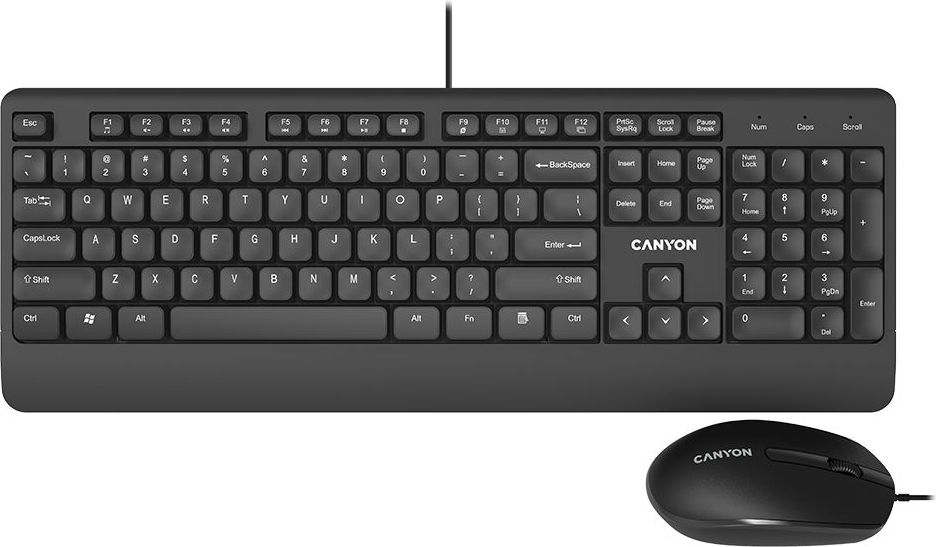 Esc F1 F2 F3 F4 F5 F6 F7 F8 F9 F10 F11 F12 PrtSc SysRq Scroll Lock Pause Break Num Caps Scroll
~ ` ! 1 @ 2 # 3 $ 4 % 5 ^ 6 & 7 * 8 ( 9 ) 0 _ - + = BackSpace Insert Home Page Up Num Lock / * -
Tab Q W E R T Y U I O P { [ } ] | \ Delete End Page Down 7 Home 8 ↑ 9 PgUp +
CapsLock A S D F G H J K L : ; " ' Enter CANYON 4 ← 5 6 →
⇧ Shift Z X C V B N M < , > . ? / ⇧ Shift 1 End 2 ↓ 3 PgDn Enter
Ctrl Alt Alt Fn Ctrl 0 . Del
CANYON